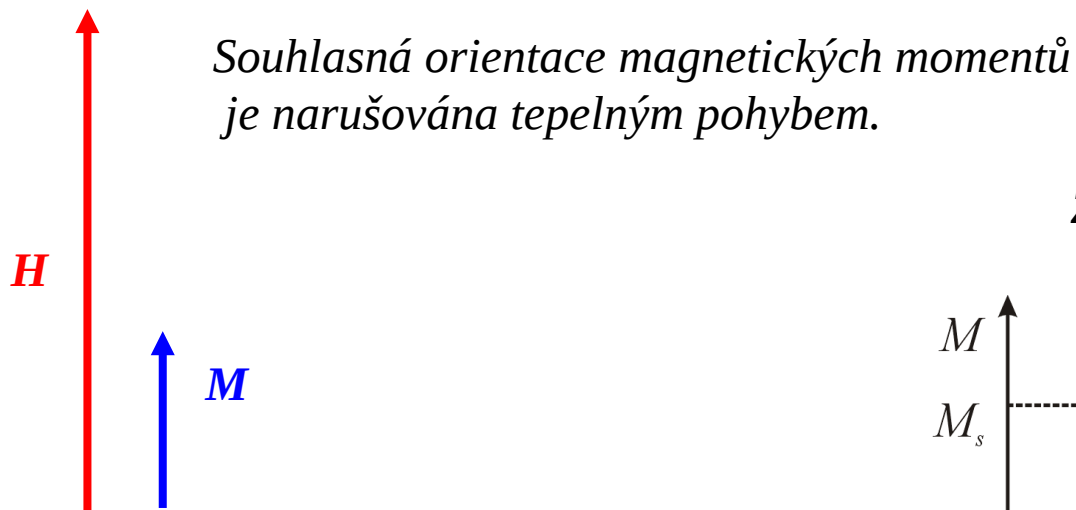 Souhlasná orientace magnetických momentů
je narušována tepelným pohybem.
H
M
M
Mₛ